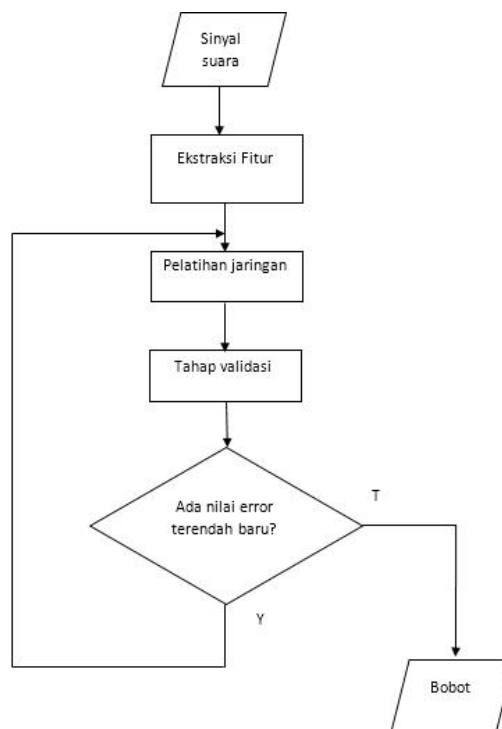 Sinyal
suara
Ekstraksi Fitur
Pelatihan jaringan
Tahap validasi
Ada nilai error
terendah baru?
T
Y
Bobot